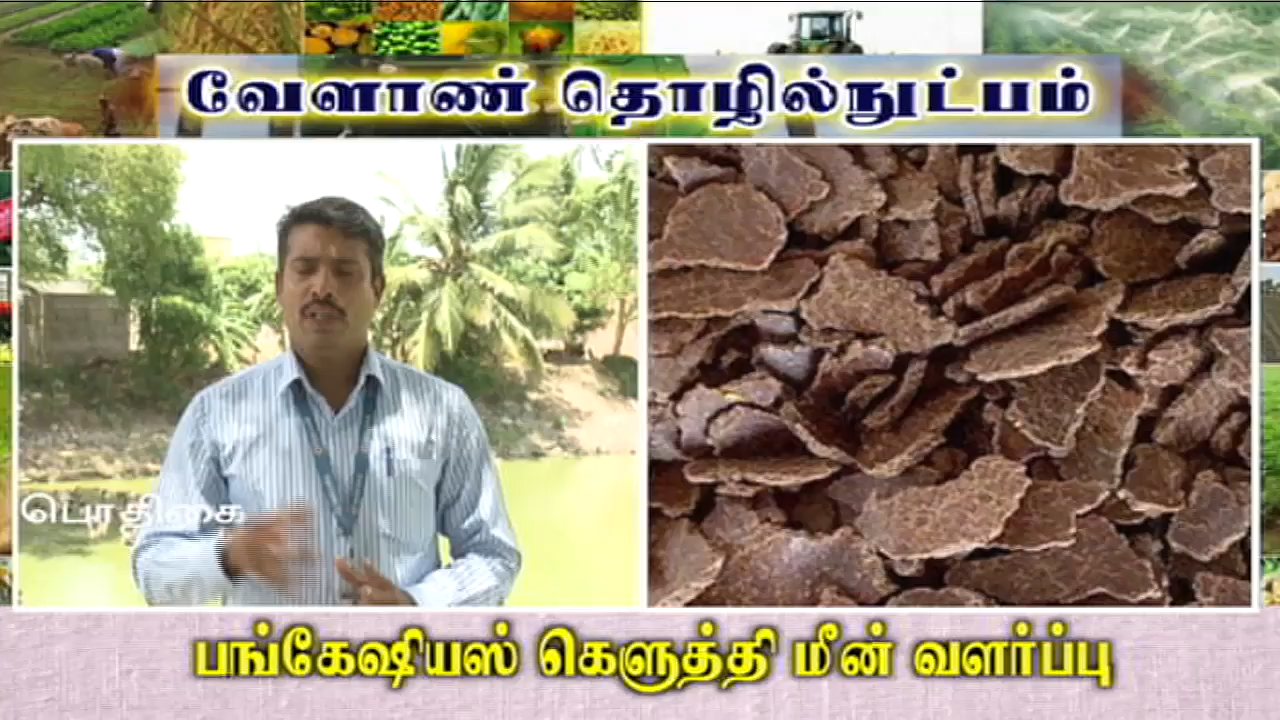 வேளாண் தொழில்நுட்பம்
பொதிகை
பங்கேஷியஸ் கெளுத்தி மீன் வளர்ப்பு